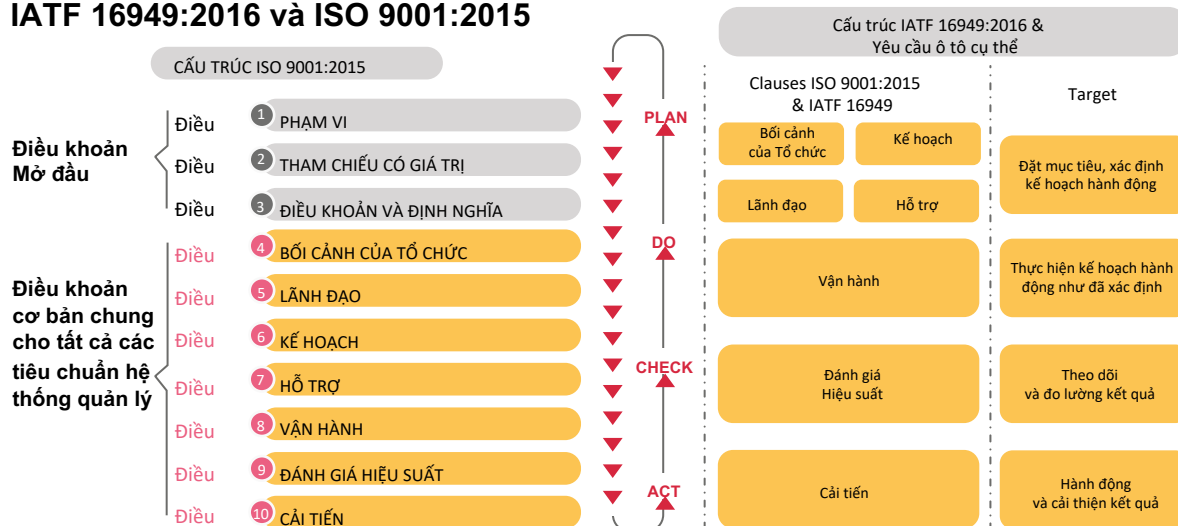 IATF 16949:2016 và ISO 9001:2015
CẤU TRÚC ISO 9001:2015
Điều khoản
Mở đầu
Điều 1 PHẠM VI
Điều 2 THAM CHIẾU CÓ GIÁ TRỊ
Điều 3 ĐIỀU KHOẢN VÀ ĐỊNH NGHĨA
Điều khoản
cơ bản chung
cho tất cả các
tiêu chuẩn hệ
thống quản lý
Điều 4 BỐI CẢNH CỦA TỔ CHỨC
Điều 5 LÃNH ĐẠO
Điều 6 KẾ HOẠCH
Điều 7 HỖ TRỢ
Điều 8 VẬN HÀNH
Điều 9 ĐÁNH GIÁ HIỆU SUẤT
Điều 10 CẢI TIẾN
PLAN
DO
CHECK
ACT
Cấu trúc IATF 16949:2016 &
Yêu cầu ô tô cụ thể
Clauses ISO 9001:2015
& IATF 16949
Target
Bối cảnh
của Tổ chức
Kế hoạch
Lãnh đạo
Hỗ trợ
Đặt mục tiêu, xác định
kế hoạch hành động
Vận hành
Thực hiện kế hoạch hành
động như đã xác định
Đánh giá
Hiệu suất
Theo dõi
và đo lường kết quả
Cải tiến
Hành động
và cải thiện kết quả